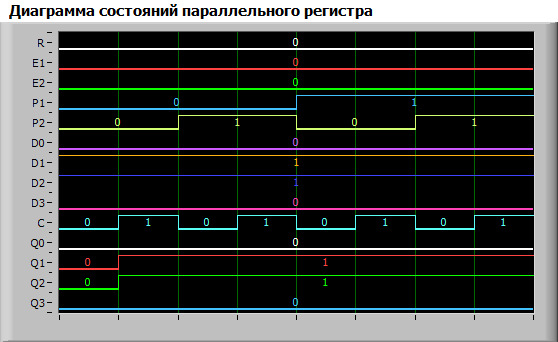 Диаграмма состояний параллельного регистра
R 0
E1 0
E2 0
P1 0 1
P2 0 1 0 1
D0 0
D1 1
D2 1
D3 0
C 0 1 0 1 0 1 0 1
Q0 0
Q1 0 1
Q2 0 1
Q3 0